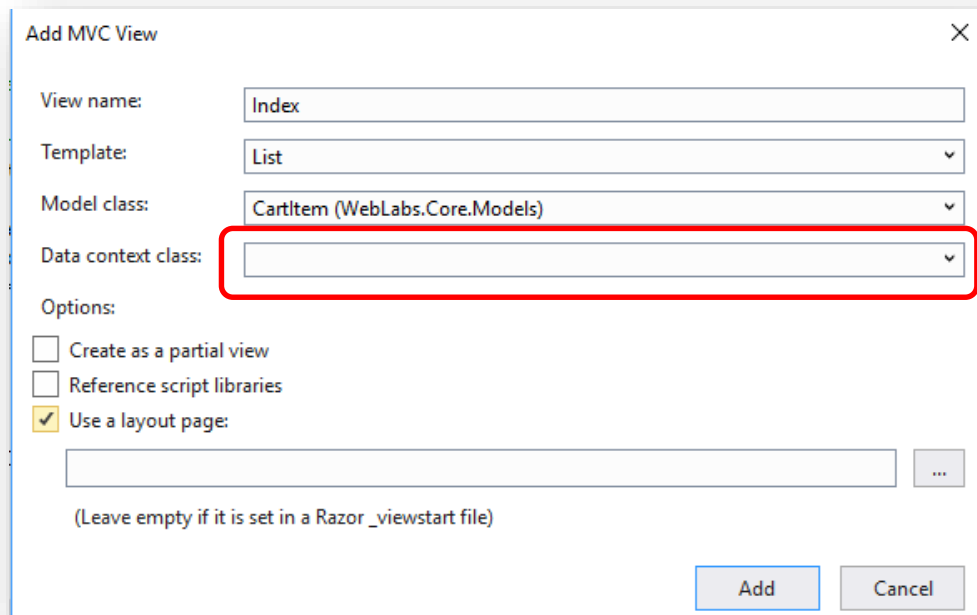 Add MVC View
View name:
Index
Template:
List
Model class:
CartItem (WebLabs.Core.Models)
Data context class:
Options:
Create as a partial view
Reference script libraries
Use a layout page:
...
(Leave empty if it is set in a Razor _viewstart file)
Add
Cancel